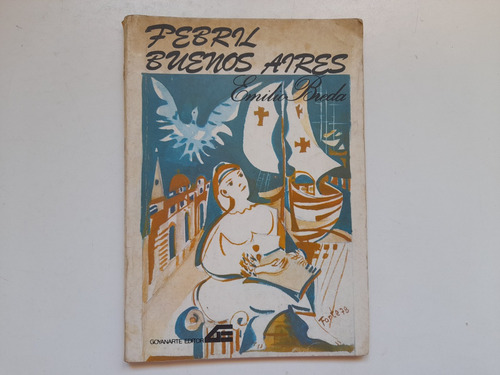 FEBRIL
BUENOS AIRES
Emilio Breda
GOYANARTE EDITOR